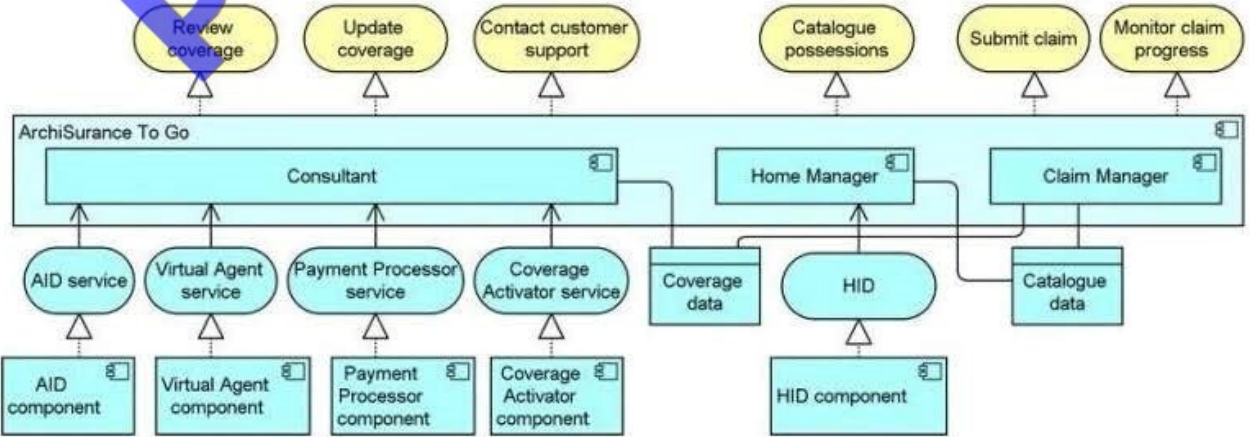 Review
coverage
Update
coverage
Contact customer
support
Catalogue
possessions
Submit claim
Monitor claim
progress
ArchiSurance To Go
Consultant
Home Manager
Claim Manager
AID service
Virtual Agent
service
Payment Processor
service
Coverage
Activator service
Coverage
data
HID
Catalogue
data
AID
component
Virtual Agent
component
Payment
Processor
component
Coverage
Activator
component
HID component